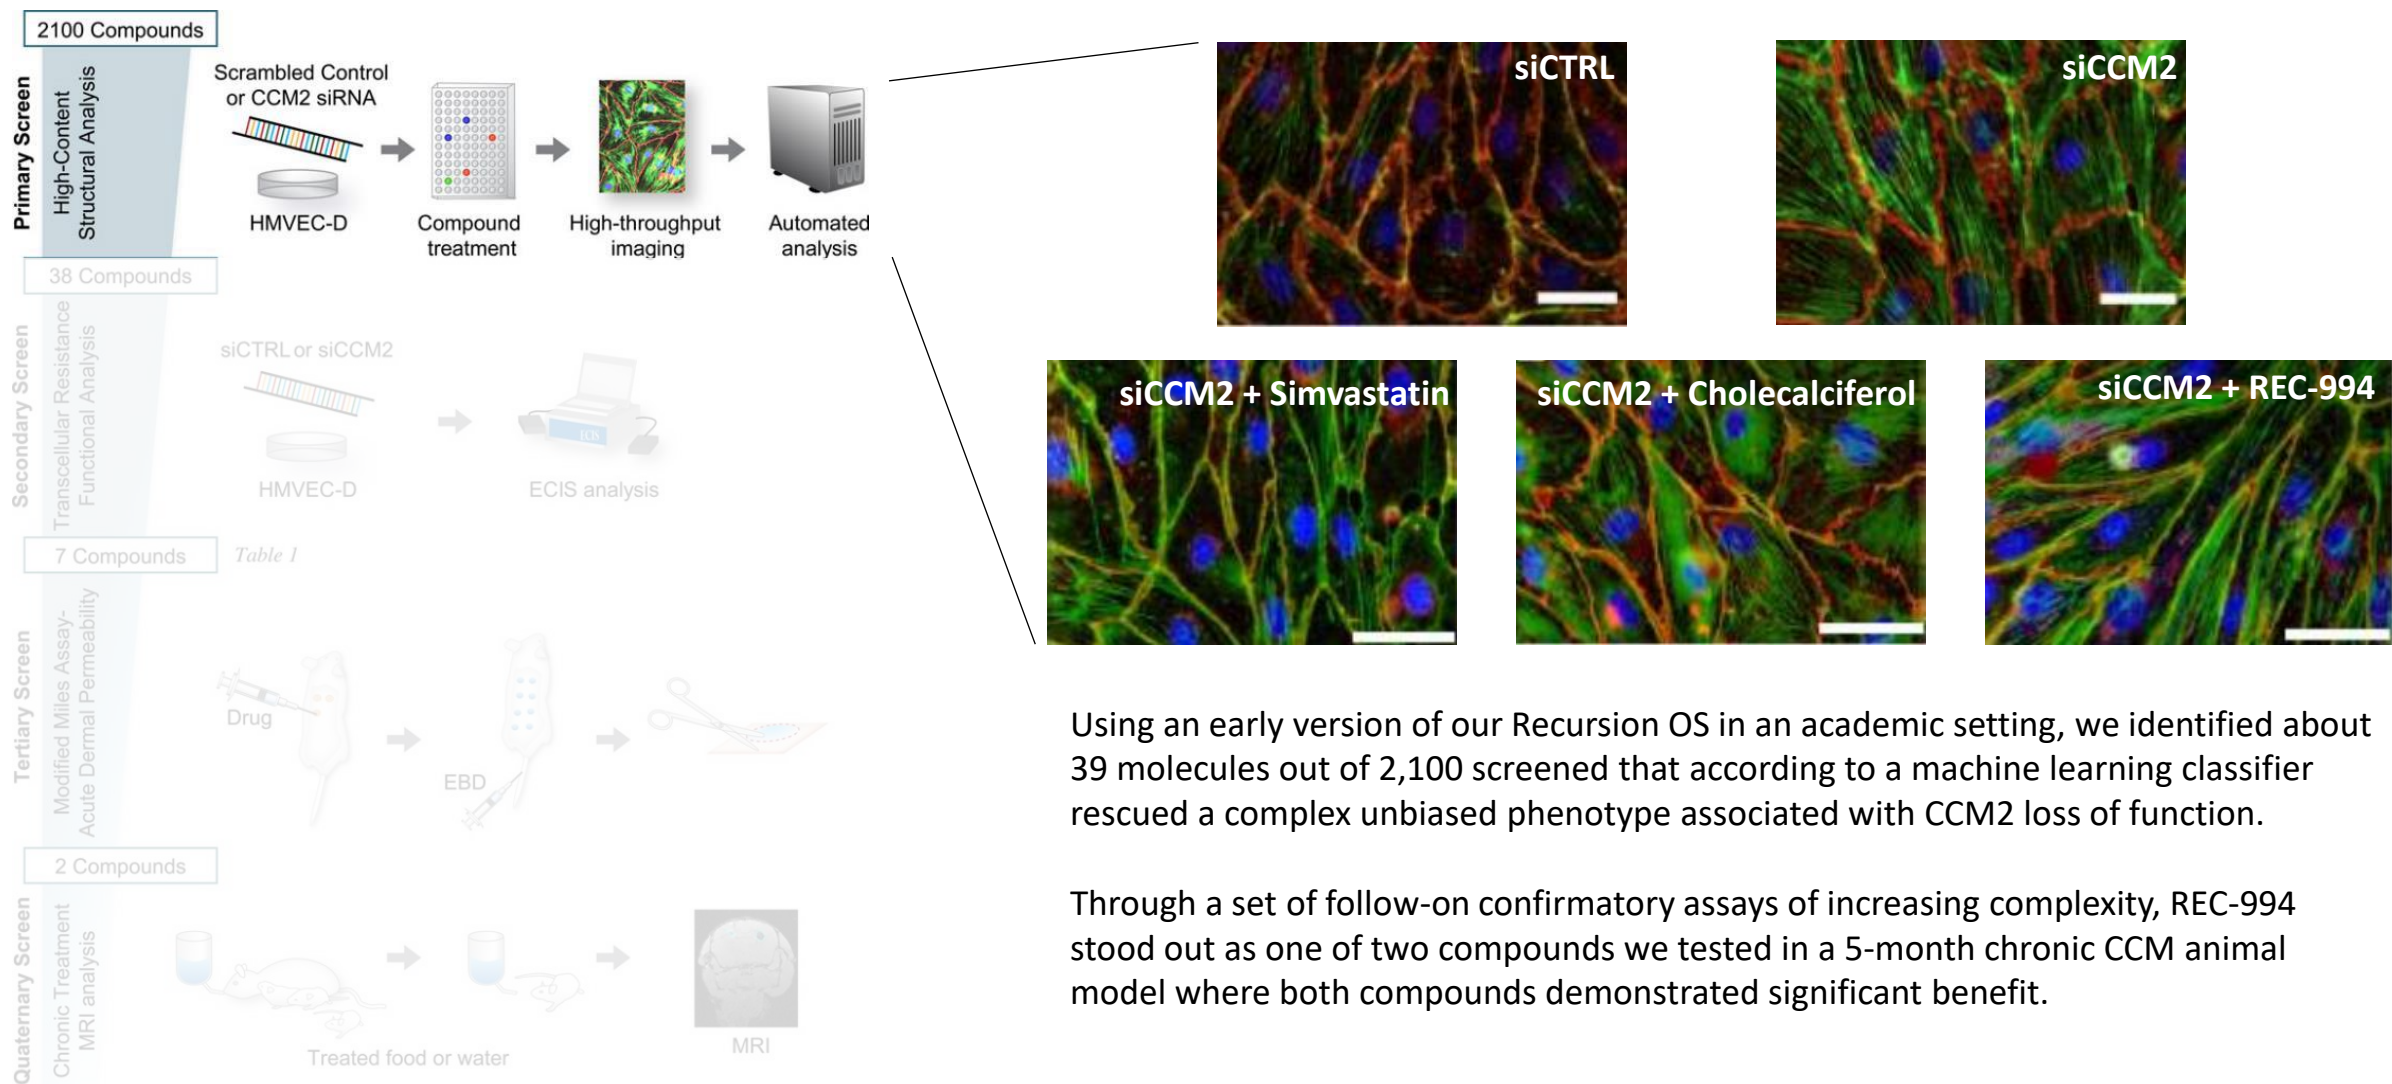 2100 Compounds
Primary Screen
High-Content
Structural Analysis
Scrambled Control
or CCM2 siRNA
HMVEC-D
Compound
treatment
High-throughput
imaging
Automated
analysis
38 Compounds
Secondary Screen
Transcellular Resistance
Functional Analysis
siCTRL or siCCM2
HMVEC-D
ECIS
ECIS analysis
7 Compounds
Table 1
Tertiary Screen
Modified Miles Assay-
Acute Dermal Permeability
Drug
EBD
2 Compounds
Quaternary Screen
Chronic Treatment
MRI analysis
Treated food or water
MRI
siCTRL
siCCM2
siCCM2 + Simvastatin
siCCM2 + Cholecalciferol
siCCM2 + REC-994
Using an early version of our Recursion OS in an academic setting, we identified about
39 molecules out of 2,100 screened that according to a machine learning classifier
rescued a complex unbiased phenotype associated with CCM2 loss of function.
Through a set of follow-on confirmatory assays of increasing complexity, REC-994
stood out as one of two compounds we tested in a 5-month chronic CCM animal
model where both compounds demonstrated significant benefit.